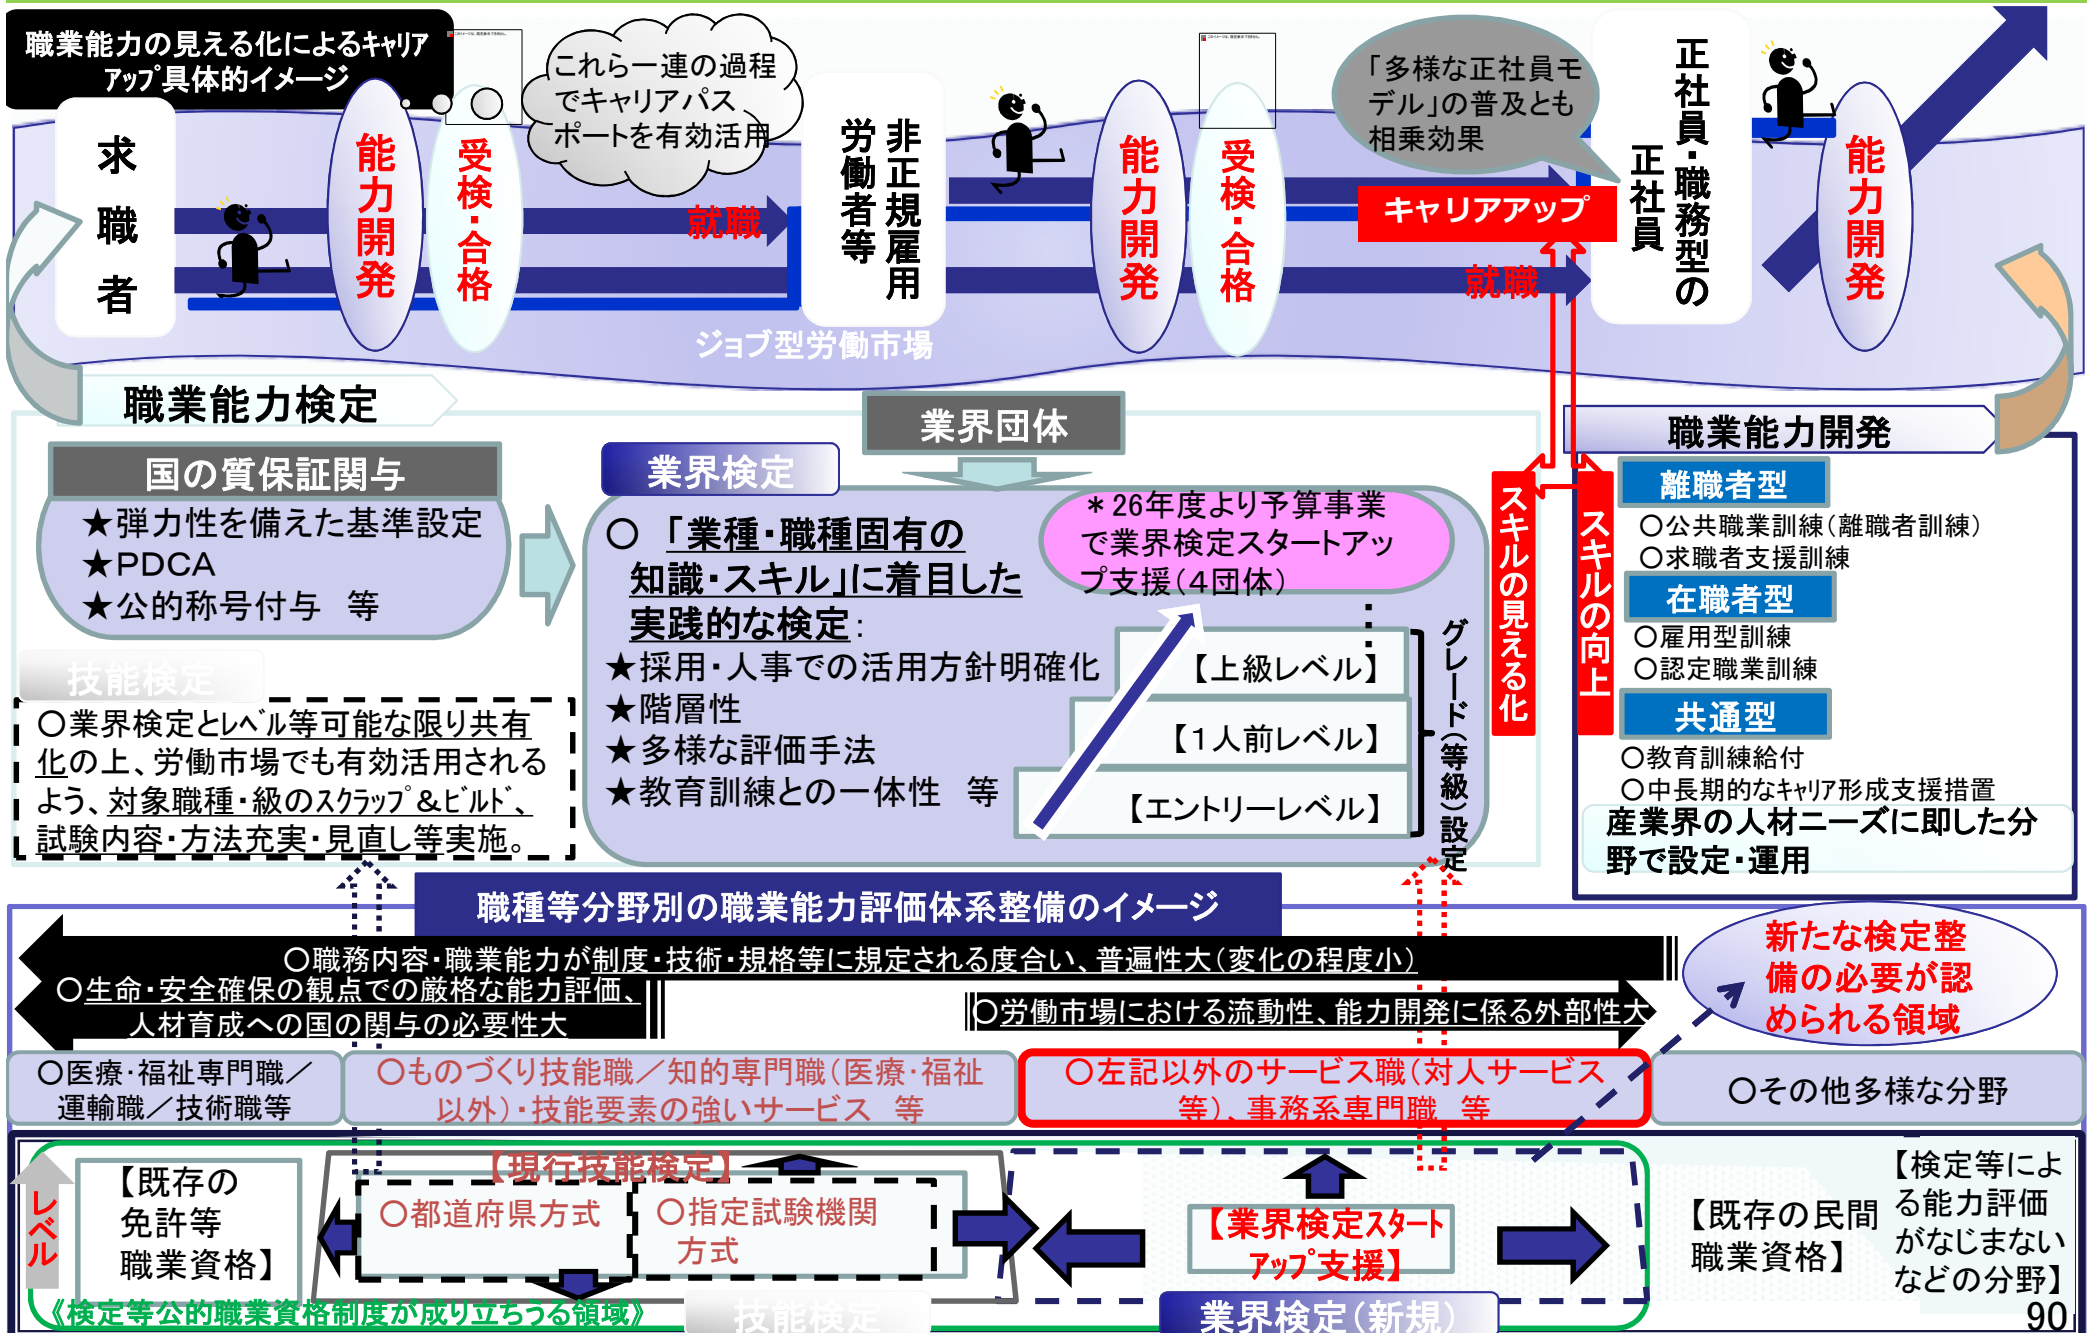 職業能力の見える化によるキャリア
アップ具体的イメージ
これら一連の過程
でキャリアパス
ポートを有効活用
「多様な正社員モ
デル」の普及とも
相乗効果
求職者
能力開発
受検・合格
就職
非正規雇用
労働者等
能力開発
受検・合格
キャリアアップ
就職
正社員・職務型の
正社員
能力開発
ジョブ型労働市場
職業能力検定
業界団体
国の質保証関与
★弾力性を備えた基準設定
★PDCA
★公的称号付与　等
技能検定
○業界検定とレベル等可能な限り共有
化の上、労働市場でも有効活用される
よう、対象職種・級のスクラップ&ビルド、
試験内容・方法充実・見直し等実施。
業界検定
○　「業種・職種固有の
知識・スキル」に着目した
実践的な検定：
★採用・人事での活用方針明確化
★階層性
★多様な評価手法
★教育訓練との一体性　等
＊26年度より予算事業
で業界検定スタートアッ
プ支援（4団体）
【上級レベル】
【1人前レベル】
【エントリーレベル】
グレード（等級）設定
スキルの見える化
スキルの向上
職業能力開発
離職者型
○公共職業訓練（離職者訓練）
○求職者支援訓練
在職者型
○雇用型訓練
○認定職業訓練
共通型
○教育訓練給付
○中長期的なキャリア形成支援措置
産業界の人材ニーズに即した分
野で設定・運用
職種等分野別の職業能力評価体系整備のイメージ
○職務内容・職業能力が制度・技術・規格等に規定される度合い、普遍性大（変化の程度小）
○生命・安全確保の観点での厳格な能力評価、
人材育成への国の関与の必要性大
○労働市場における流動性、能力開発に係る外部性大
新たな検定整
備の必要が認
められる領域
○医療・福祉専門職／
運輸職／技術職等
○ものづくり技能職／知的専門職（医療・福祉
以外）・技能要素の強いサービス　等
○左記以外のサービス職（対人サービス
等）、事務系専門職　等
○その他多様な分野
レベル
【既存の
免許等
職業資格】
【現行技能検定】
○都道府県方式
○指定試験機関
方式
【業界検定スタート
アップ支援】
【既存の民間
職業資格】
【検定等によ
る能力評価
がなじまない
などの分野】
《検定等公的職業資格制度が成り立ちうる領域》
技能検定
業界検定（新規）
90